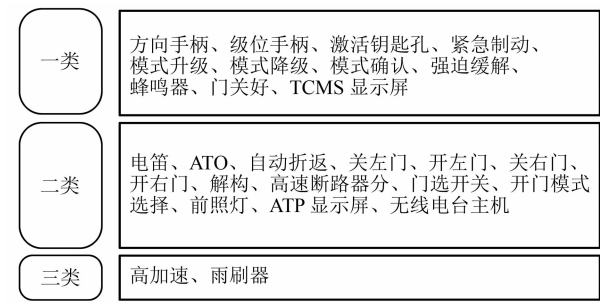 一类
方向手柄、级位手柄、激活钥匙孔、紧急制动、
模式升级、模式降级、模式确认、强迫缓解、
蜂鸣器、门关好、TCMS 显示屏
二类
电笛、ATO、自动折返、关左门、开左门、关右门、
开右门、解构、高速断路器分、门选开关、开门模式
选择、前照灯、ATP 显示屏、无线电台主机
三类
高加速、雨刷器